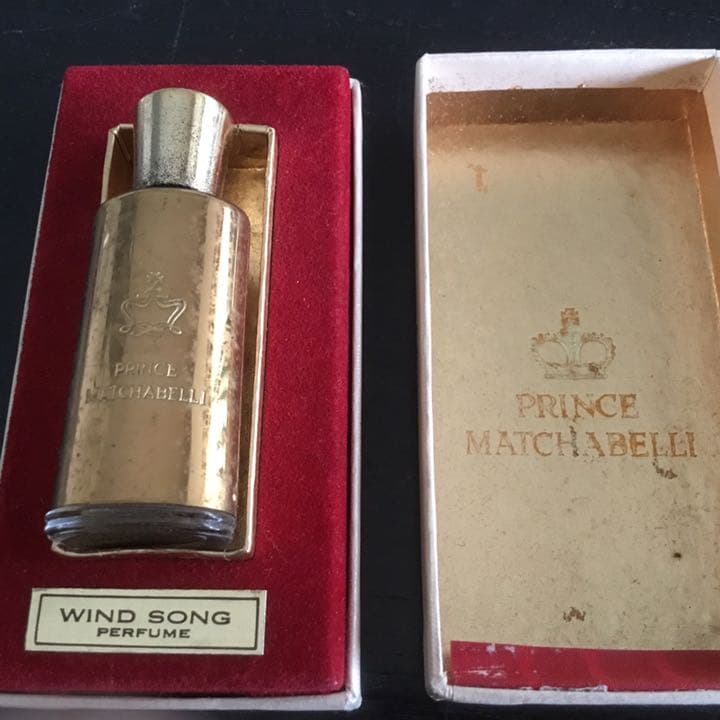 PRINCE
MATCHABELLI
WIND SONG
PERFUME
PRINCE
MATCHABELLI